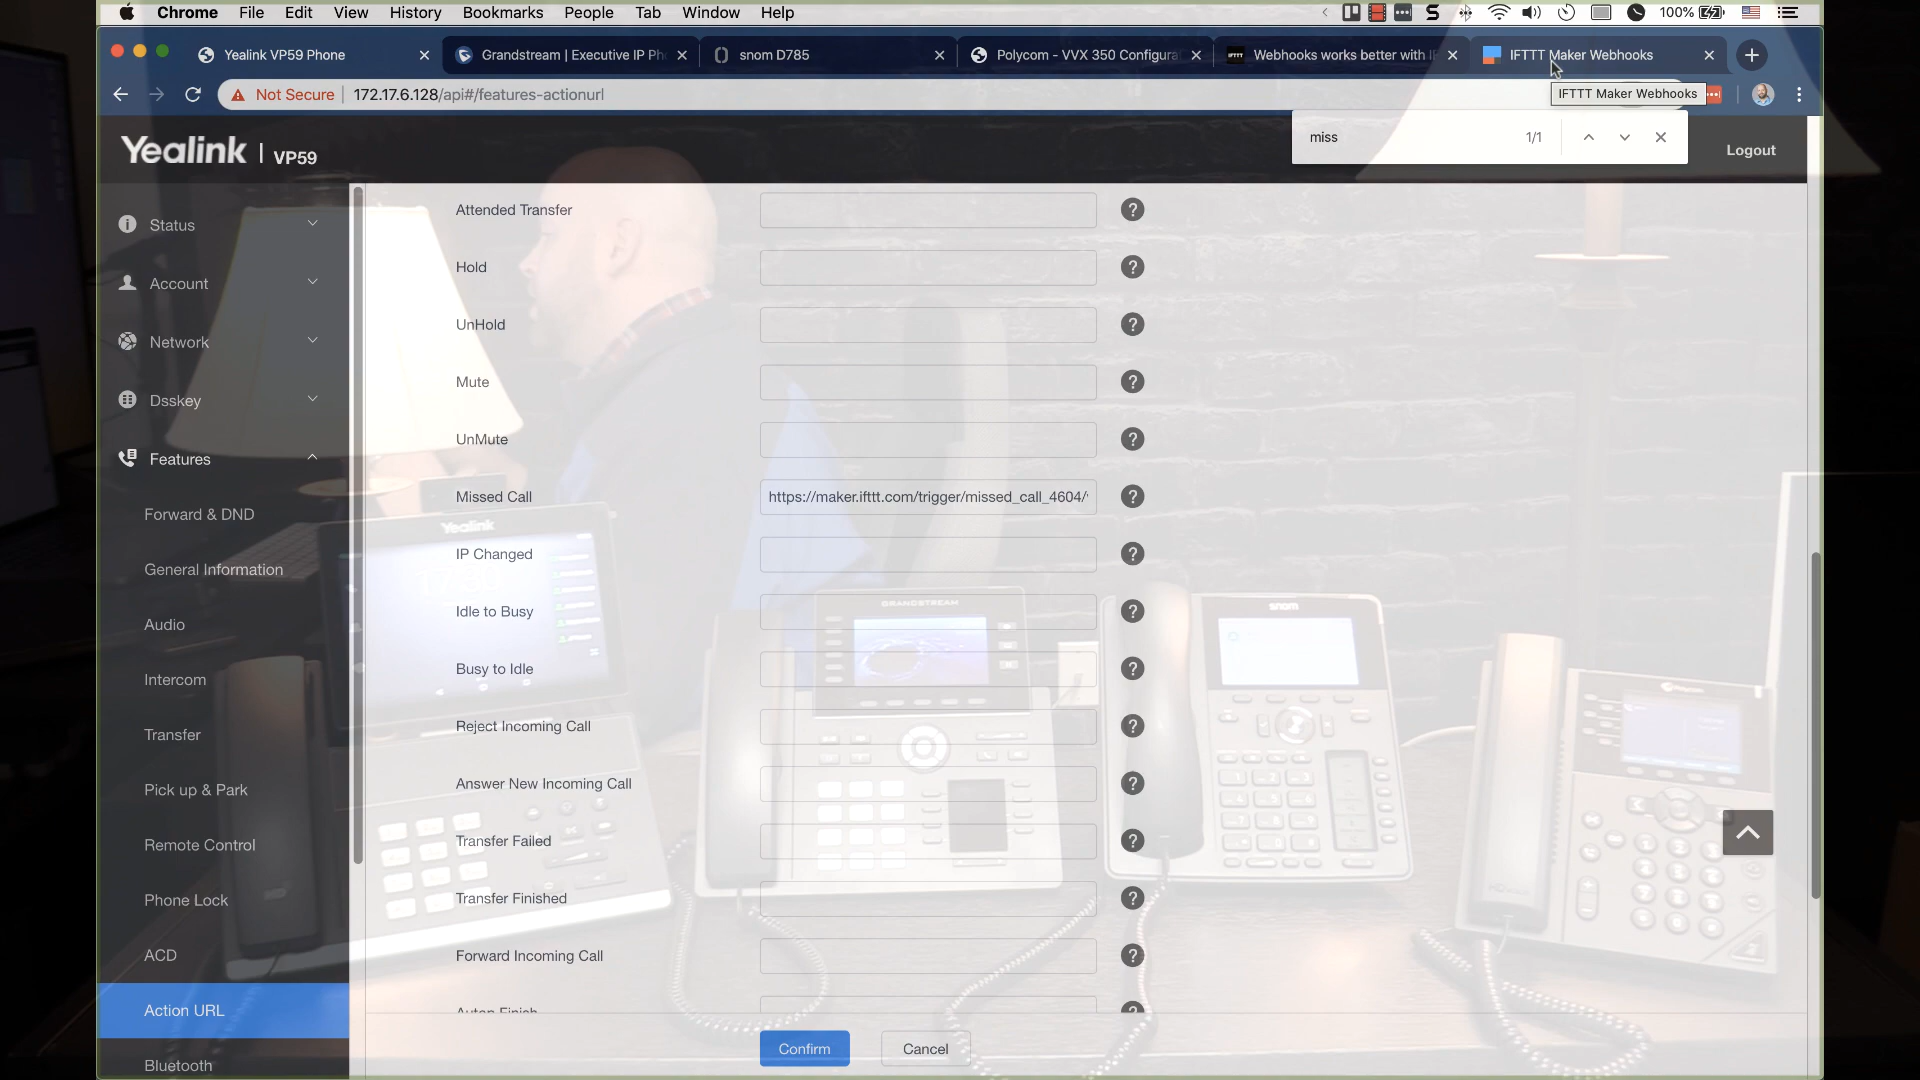 Chrome File Edit View History Bookmarks People Tab Window Help
100%
Yealink VP59 Phone
Grandstream | Executive IP Ph
snom D785
Polycom - VVX 350 Configura
Webhooks works better with I
IFTTT Maker Webhooks
Not Secure 172.17.6.128/api#/features-actionurl
IFTTT Maker Webhooks
miss 1/1
Yealink | VP59
Logout
Status
Account
Network
Dsskey
Features
Forward & DND
General Information
Audio
Intercom
Transfer
Pick up & Park
Remote Control
Phone Lock
ACD
Action URL
Bluetooth
Attended Transfer ?
Hold ?
UnHold ?
Mute ?
UnMute ?
Missed Call https://maker.ifttt.com/trigger/missed_call_4604/ ?
IP Changed ?
Idle to Busy ?
Busy to Idle ?
Reject Incoming Call ?
Answer New Incoming Call ?
Transfer Failed ?
Transfer Finished ?
Forward Incoming Call ?
Confirm Cancel
Yealink
GRANDSTREAM
snom